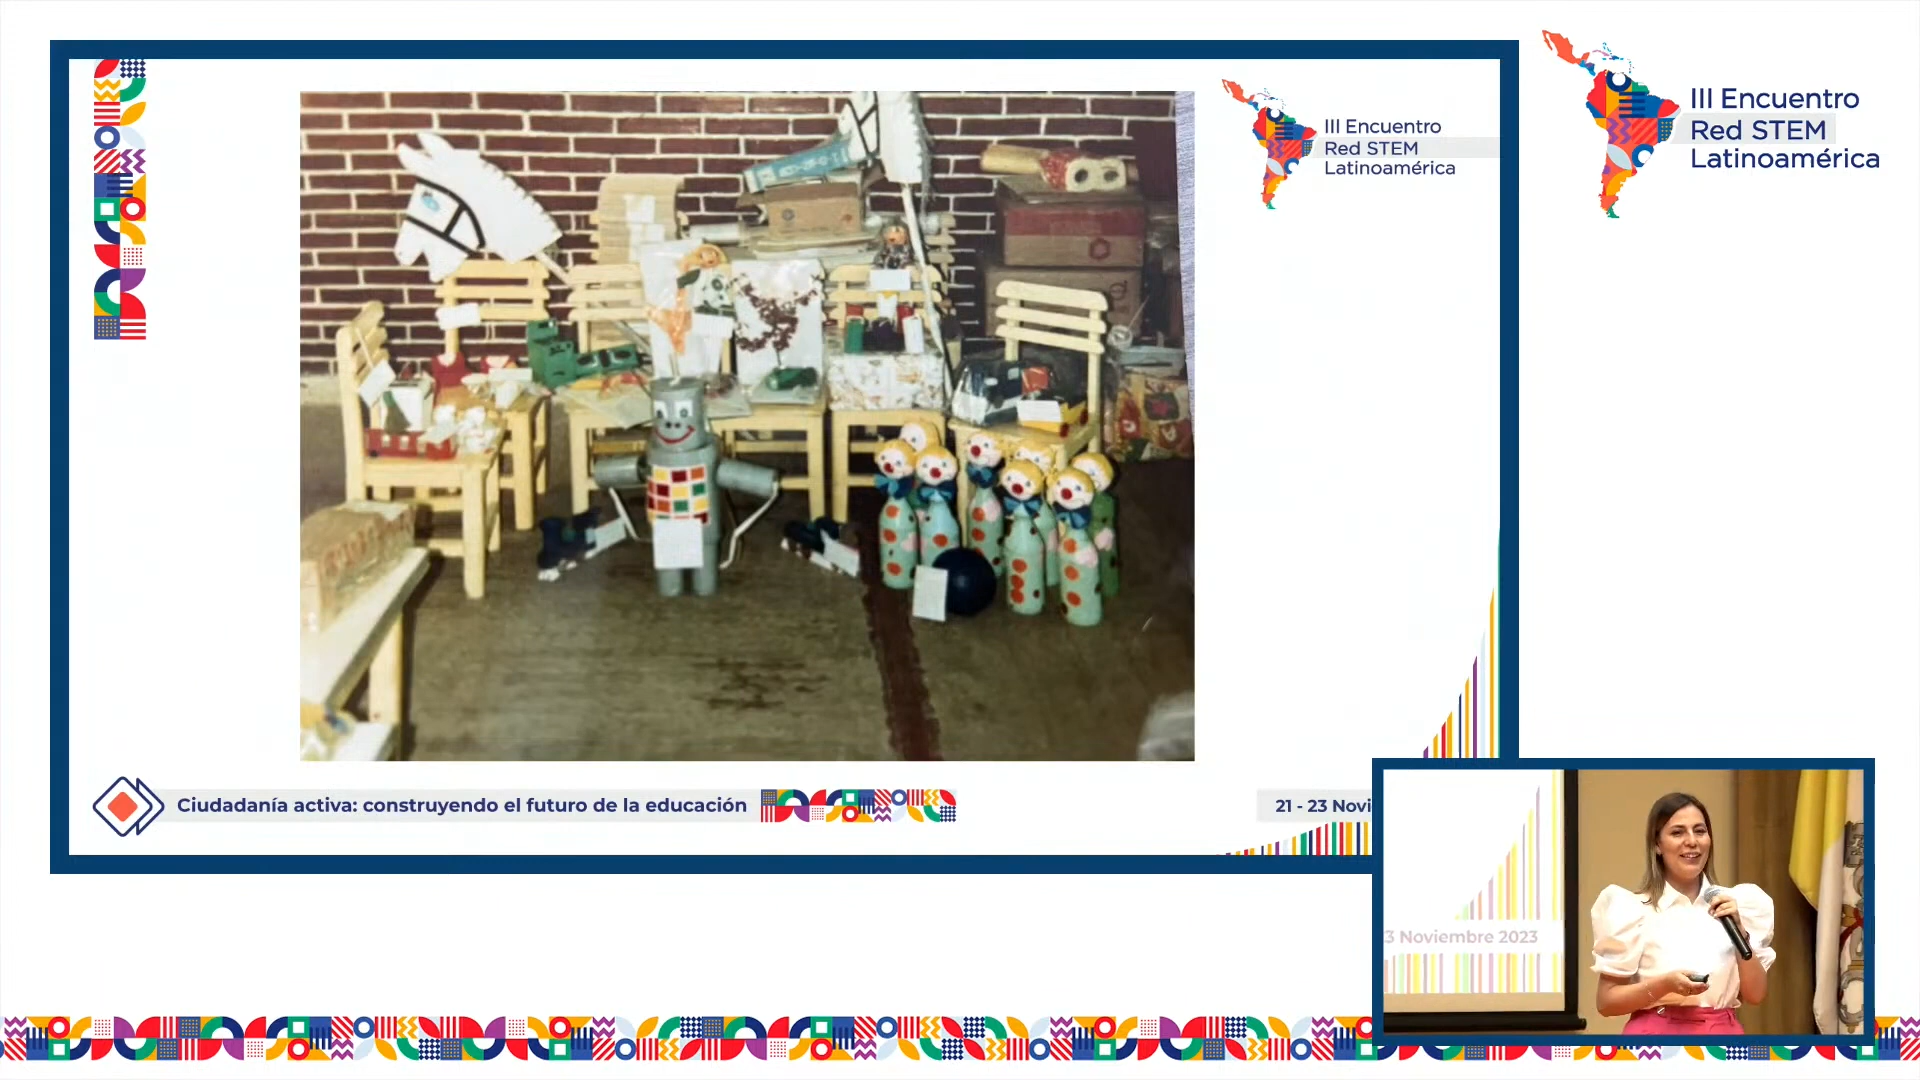 III Encuentro
Red STEM
Latinoamérica
III Encuentro
Red STEM
Latinoamérica
Ciudadanía activa: construyendo el futuro de la educación
21 - 23 Novi
3 Noviembre 2023